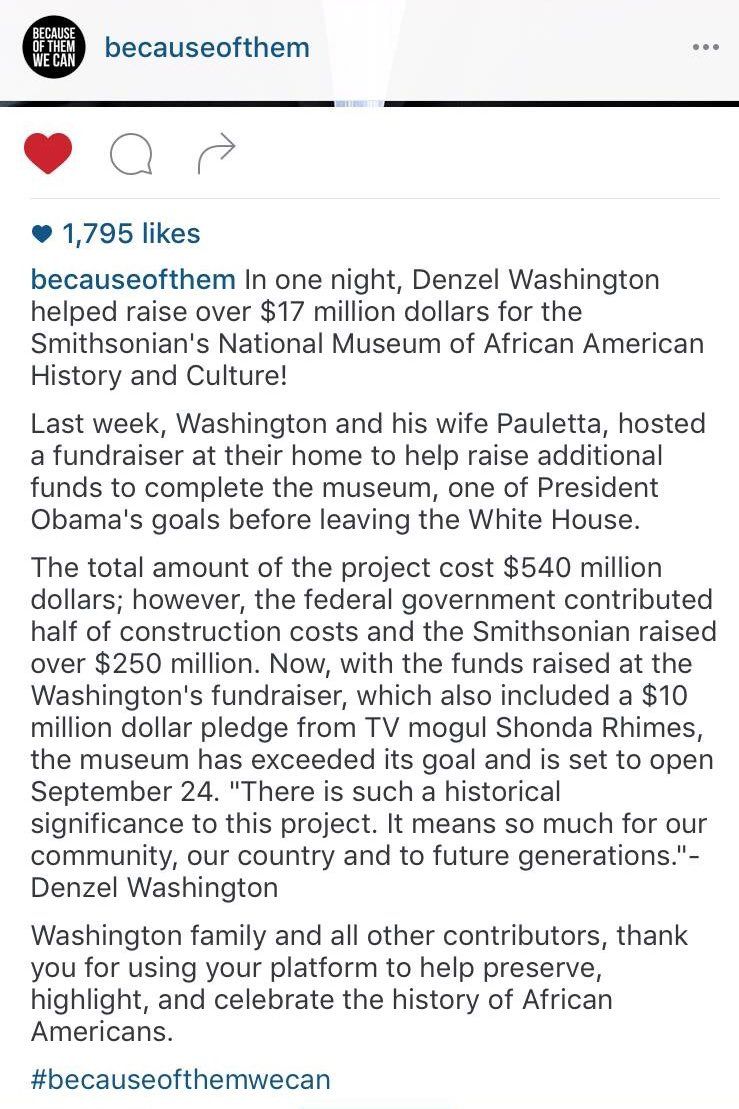 BECAUSE
OF THEM
WE CAN
becauseofthem
1,795 likes
becauseofthem In one night, Denzel Washington
helped raise over $17 million dollars for the
Smithsonian's National Museum of African American
History and Culture!
Last week, Washington and his wife Pauletta, hosted
a fundraiser at their home to help raise additional
funds to complete the museum, one of President
Obama's goals before leaving the White House.
The total amount of the project cost $540 million
dollars; however, the federal government contributed
half of construction costs and the Smithsonian raised
over $250 million. Now, with the funds raised at the
Washington's fundraiser, which also included a $10
million dollar pledge from TV mogul Shonda Rhimes,
the museum has exceeded its goal and is set to open
September 24. "There is such a historical
significance to this project. It means so much for our
community, our country and to future generations."-
Denzel Washington
Washington family and all other contributors, thank
you for using your platform to help preserve,
highlight, and celebrate the history of African
Americans.
#becauseofthemwecan